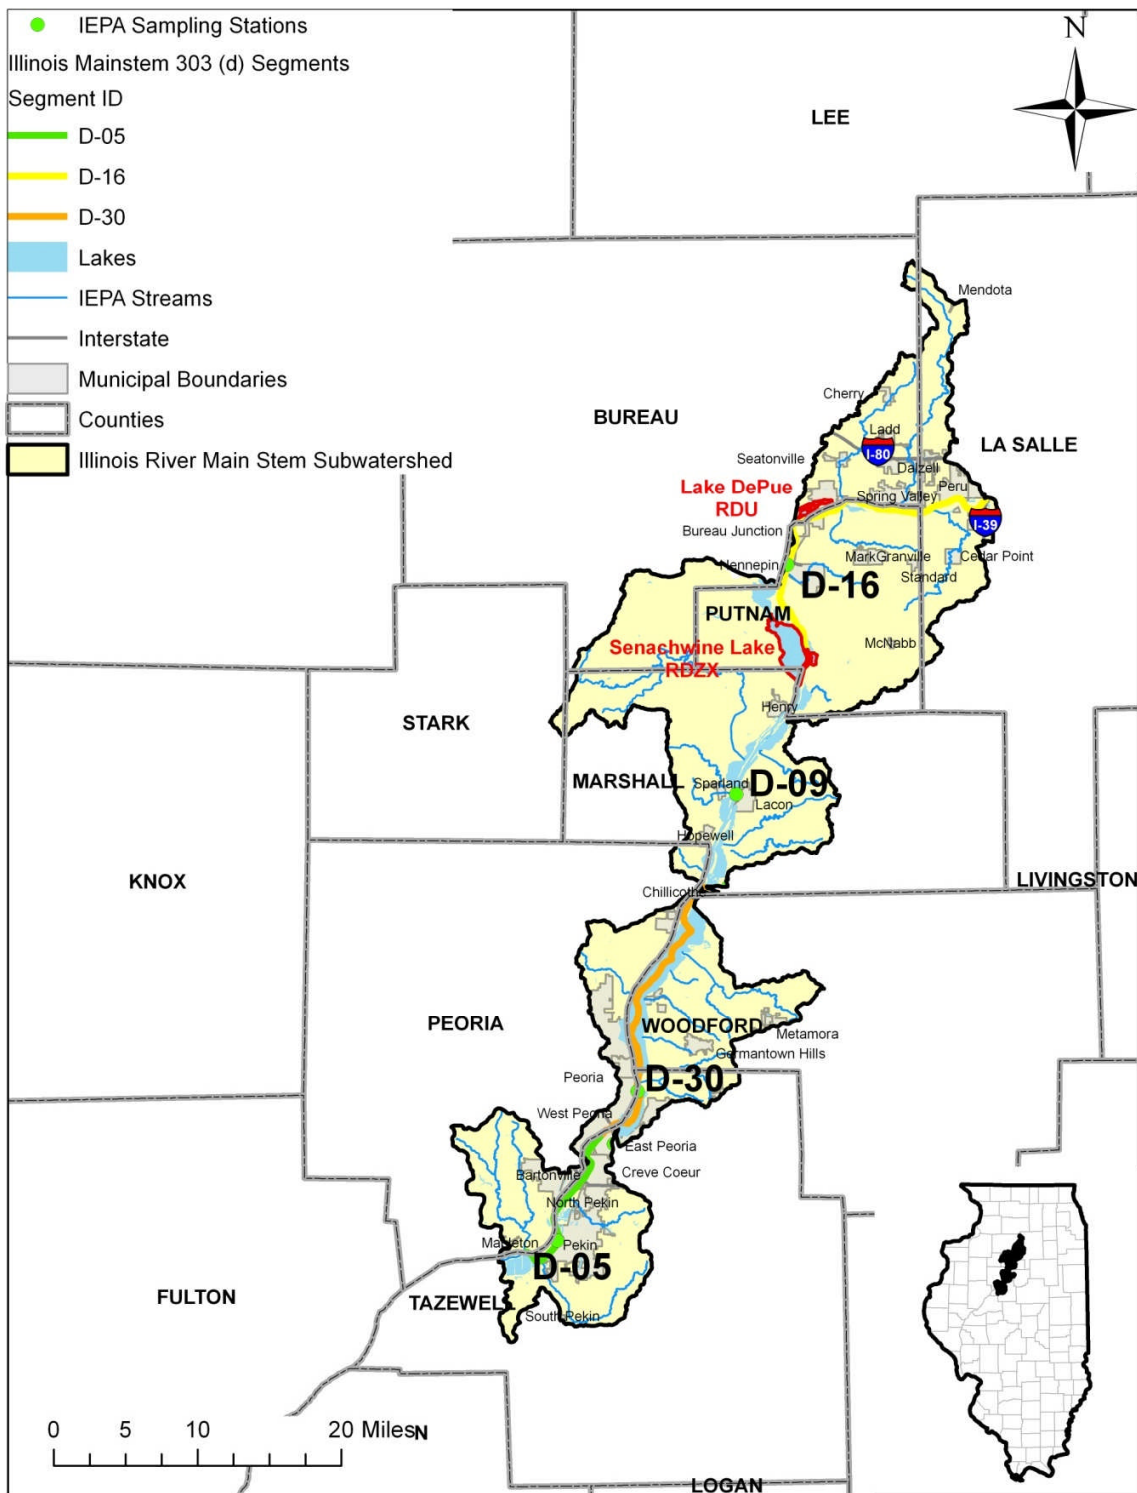 IEPA Sampling Stations
Illinois Mainstem 303 (d) Segments
Segment ID
D-05
D-16
D-30
Lakes
IEPA Streams
Interstate
Municipal Boundaries
Counties
Illinois River Main Stem Subwatershed
N
LEE
Mendota
Cherry
BUREAU
Ladd
LA SALLE
I-80
Seatonville
Dalzell
Lake DePue
RDU
Peru
Spring Valley
I-39
Bureau Junction
Hennepin
Mark
Granville
Cedar Point
Standard
D-16
PUTNAM
Senachwine Lake
RDZX
McNabb
Henry
STARK
MARSHALL
Sparland
D-09
Lacon
Hopewell
KNOX
LIVINGSTON
Chillicothe
PEORIA
WOODFORD
Metamora
Germantown Hills
Peoria
D-30
West Peoria
East Peoria
Creve Coeur
Bartonville
North Pekin
Mapleton
Pekin
D-05
FULTON
TAZEWELL
South Pekin
0 5 10 20 Miles
N
LOGAN